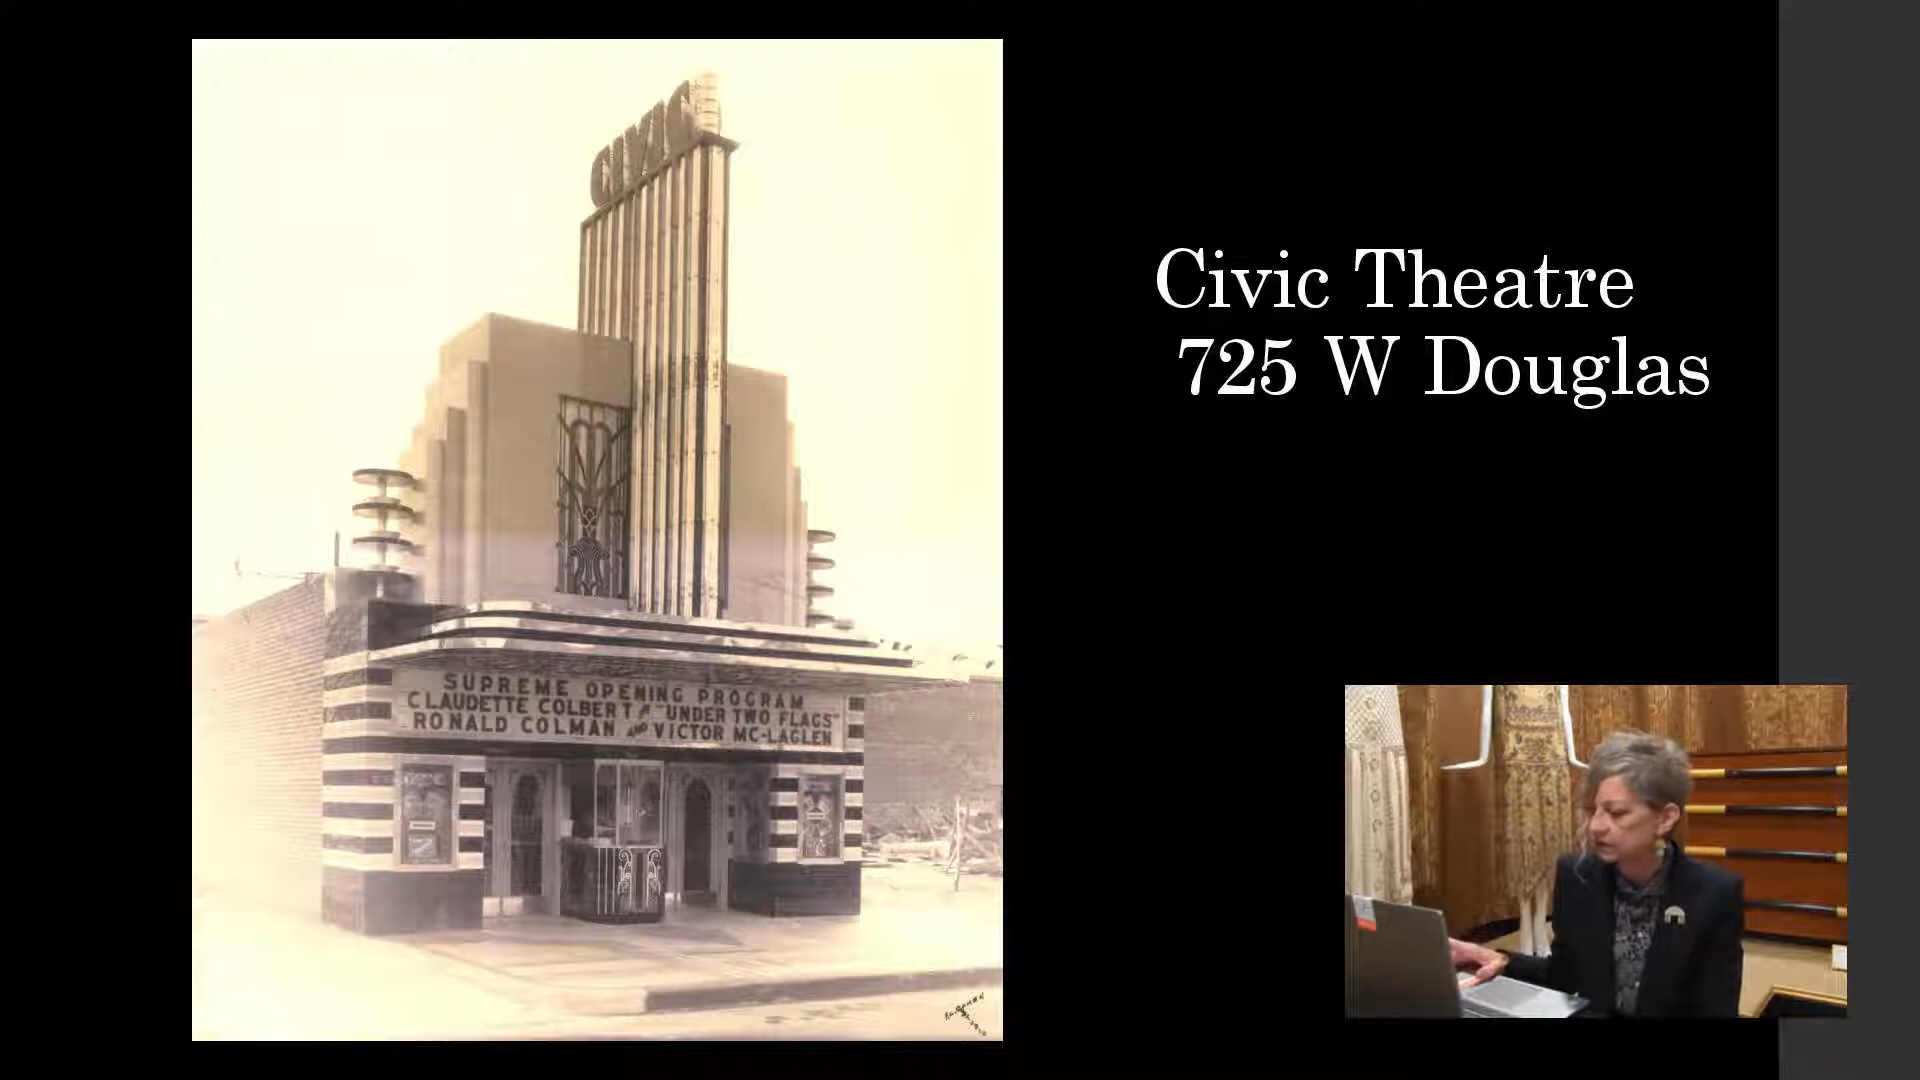 CIVIC
SUPREME OPENING PROGRAM
CLAUDETTE COLBERT IN "UNDER TWO FLAGS"
RONALD COLMAN AND VICTOR MC-LAGLEN
Civic Theatre
725 W Douglas